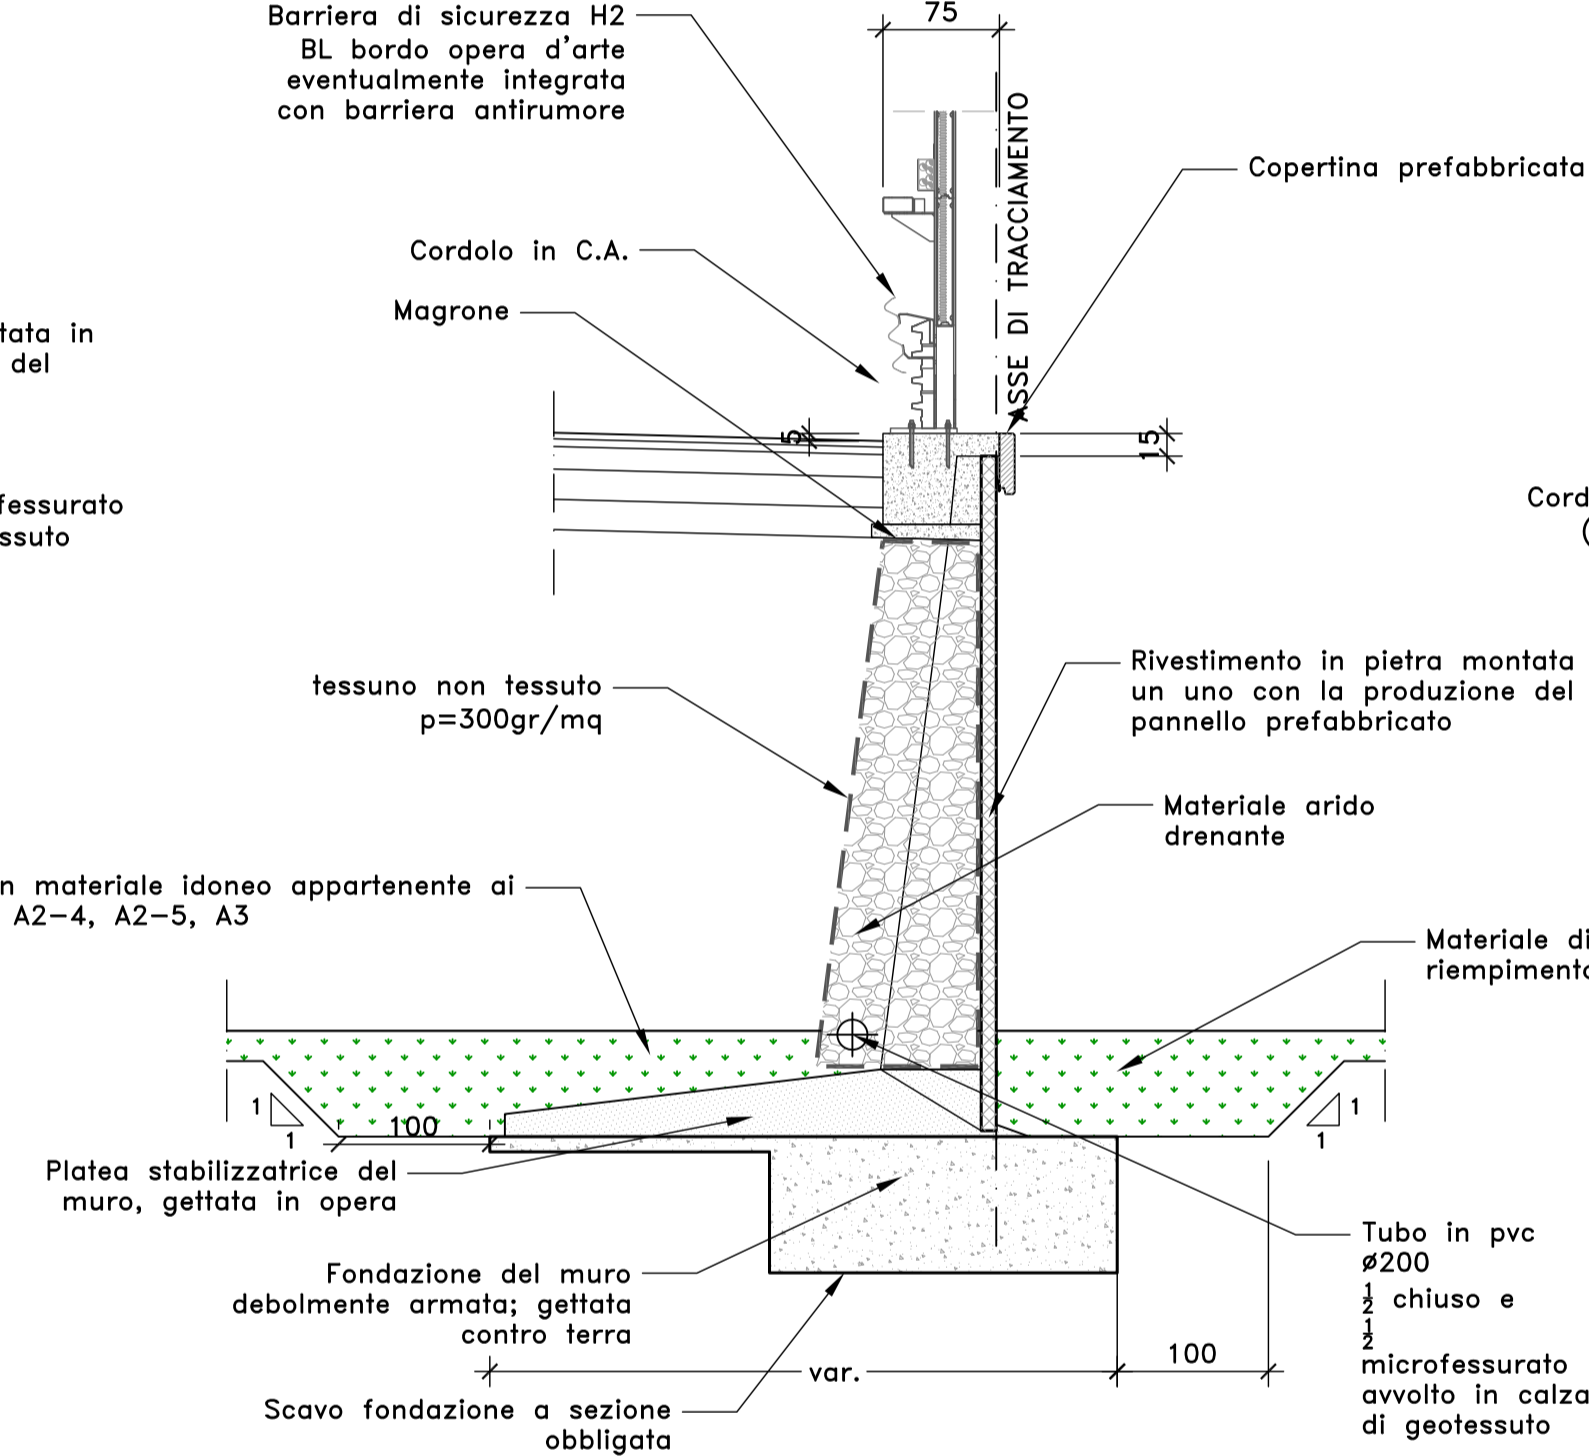 Barriera di sicurezza H2
BL bordo opera d'arte
eventualmente integrata
con barriera antirumore
75
ASSE DI TRACCIAMENTO
Copertina prefabbricata
Cordolo in C.A.
Magrone
tata in
del
5
15
fessurato
ssuto
Cord
(
tessuno non tessuto
p=300gr/mq
Rivestimento in pietra montata
un uno con la produzione del
pannello prefabbricato
Materiale arido
drenante
n materiale idoneo appartenente ai
A2-4, A2-5, A3
Materiale di
riempimento
1
1
100
1
1
Platea stabilizzatrice del
muro, gettata in opera
Fondazione del muro
debolmente armata; gettata
contro terra
Tubo in pvc
ø200
½ chiuso e
½
microfessurato
avvolto in calza
di geotessuto
var.
100
Scavo fondazione a sezione
obbligata